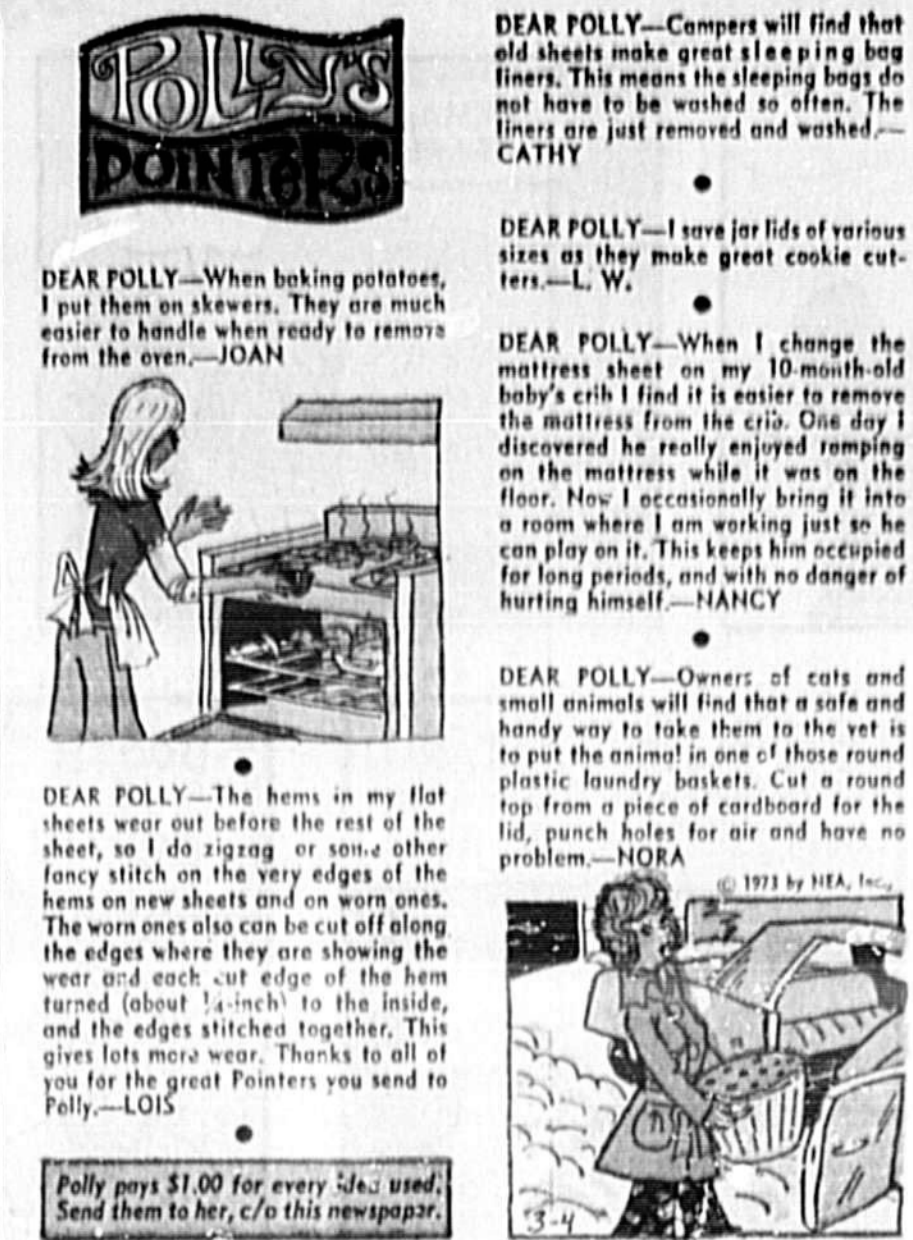 POLLY'S
POINTERS
DEAR POLLY—When baking potatoes,
I put them on skewers. They are much
easier to handle when ready to remove
from the oven.—JOAN
DEAR POLLY—The hems in my flat
sheets wear out before the rest of the
sheet, so I do zigzag or some other
fancy stitch on the very edges of the
hems on new sheets and on worn ones.
The worn ones also can be cut off along
the edges where they are showing the
wear and each cut edge of the hem
turned (about ¼-inch) to the inside,
and the edges stitched together. This
gives lots more wear. Thanks to all of
you for the great Pointers you send to
Polly.—LOIS
Polly pays $1.00 for every idea used.
Send them to her, c/o this newspaper.
DEAR POLLY—Campers will find that
old sheets make great sleeping bag
liners. This means the sleeping bags do
not have to be washed so often. The
liners are just removed and washed.—
CATHY
DEAR POLLY—I save jar lids of various
sizes as they make great cookie cut-
ters.—L. W.
DEAR POLLY—When I change the
mattress sheet on my 10-month-old
baby's crib I find it is easier to remove
the mattress from the crib. One day I
discovered he really enjoyed romping
on the mattress while it was on the
floor. Now I occasionally bring it into
a room where I am working just so he
can play on it. This keeps him occupied
for long periods, and with no danger of
hurting himself.—NANCY
DEAR POLLY—Owners of cats and
small animals will find that a safe and
handy way to take them to the vet is
to put the animal in one of those round
plastic laundry baskets. Cut a round
top from a piece of cardboard for the
lid, punch holes for air and have no
problem.—NORA
© 1973 by NEA, Inc.,
3-4